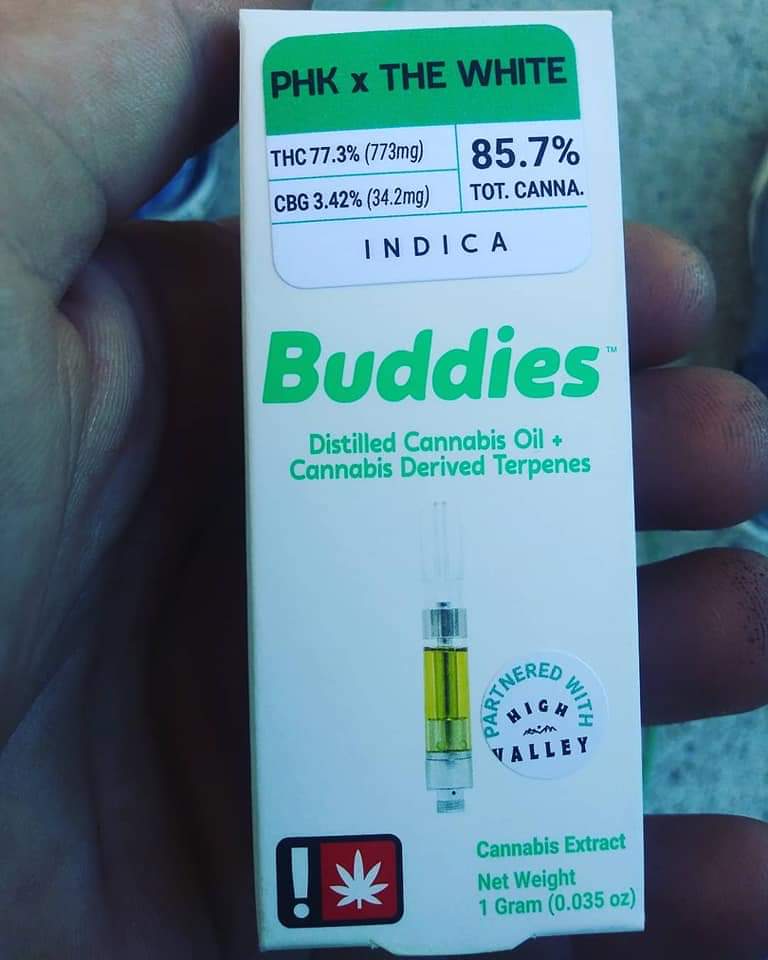 PHK x THE WHITE
THC 77.3% (773mg)
CBG 3.42% (34.2mg)
85.7%
TOT. CANNA.
INDICA
Buddies™
Distilled Cannabis Oil +
Cannabis Derived Terpenes
PARTNERED WITH
HIGH
VALLEY
!
Cannabis Extract
Net Weight
1 Gram (0.035 oz)